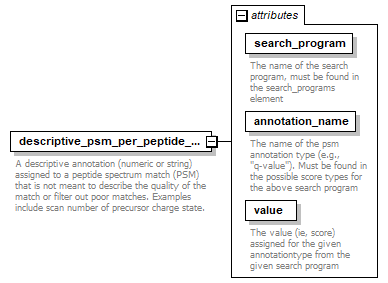 attributes
search_program
The name of the search
program, must be found in
the search_programs
element
annotation_name
The name of the psm
annotation type (e.g.,
"q-value"). Must be found in
the possible score types for
the above search program
descriptive_psm_per_peptide_...
A descriptive annotation (numeric or string)
assigned to a peptide spectrum match (PSM)
that is not meant to describe the quality of the
match or filter out poor matches. Examples
include scan number of precursor charge state.
value
The value (ie, score)
assigned for the given
annotationtype from the
given search program